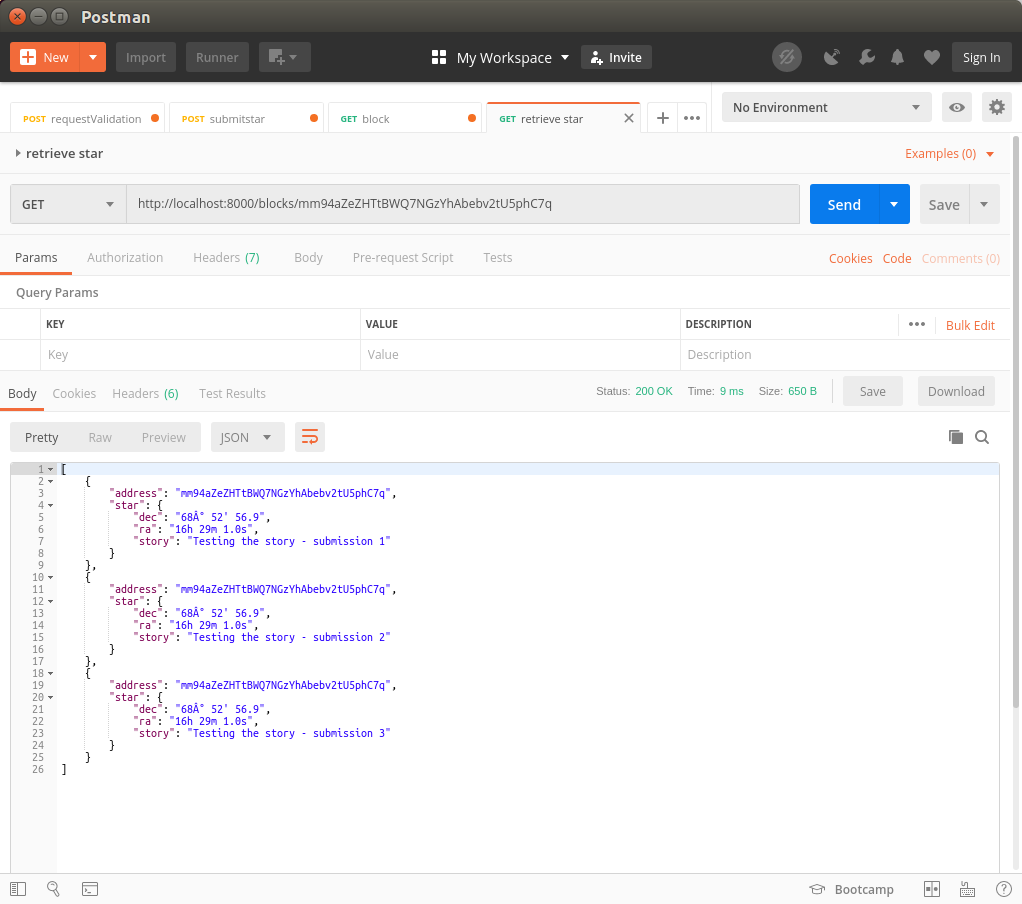 Postman
New Import Runner My Workspace Invite Sign In
POST requestValidation POST submitstar GET block GET retrieve star No Environment
retrieve star Examples (0)
GET http://localhost:8000/blocks/mm94aZeZHTtBWQ7NGzYhAbebv2tU5phC7q Send Save
Params Authorization Headers (7) Body Pre-request Script Tests Cookies Code Comments (0)
Query Params
KEY VALUE DESCRIPTION Bulk Edit
Key Value Description
Body Cookies Headers (6) Test Results Status: 200 OK Time: 9 ms Size: 650 B Save Download
Pretty Raw Preview JSON
1 [
2 {
3 "address": "mm94aZeZHTtBWQ7NGzYhAbebv2tU5phC7q",
4 "star": {
5 "dec": "68Â° 52' 56.9",
6 "ra": "16h 29m 1.0s",
7 "story": "Testing the story - submission 1"
8 }
9 },
10 {
11 "address": "mm94aZeZHTtBWQ7NGzYhAbebv2tU5phC7q",
12 "star": {
13 "dec": "68Â° 52' 56.9",
14 "ra": "16h 29m 1.0s",
15 "story": "Testing the story - submission 2"
16 }
17 },
18 {
19 "address": "mm94aZeZHTtBWQ7NGzYhAbebv2tU5phC7q",
20 "star": {
21 "dec": "68Â° 52' 56.9",
22 "ra": "16h 29m 1.0s",
23 "story": "Testing the story - submission 3"
24 }
25 }
26 ]
Bootcamp